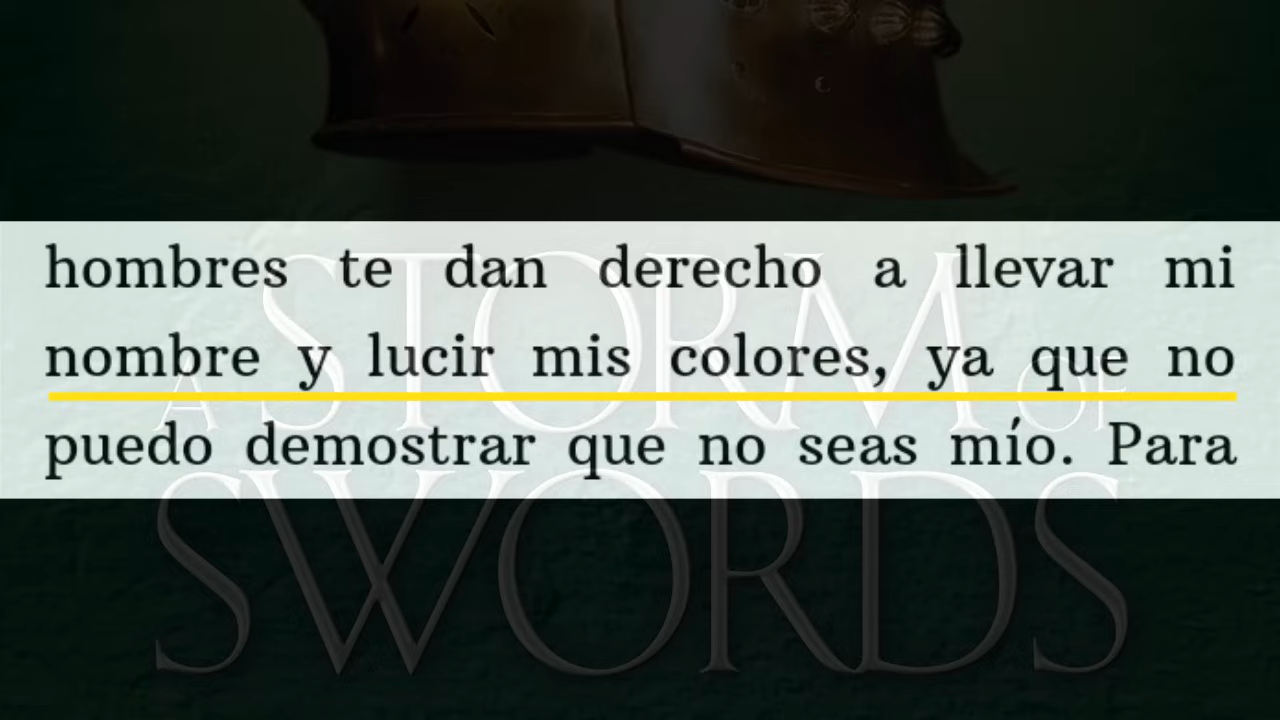 hombres te dan derecho a llevar mi
nombre y lucir mis colores, ya que no
puedo demostrar que no seas mío. Para
A STORM OF
SWORDS